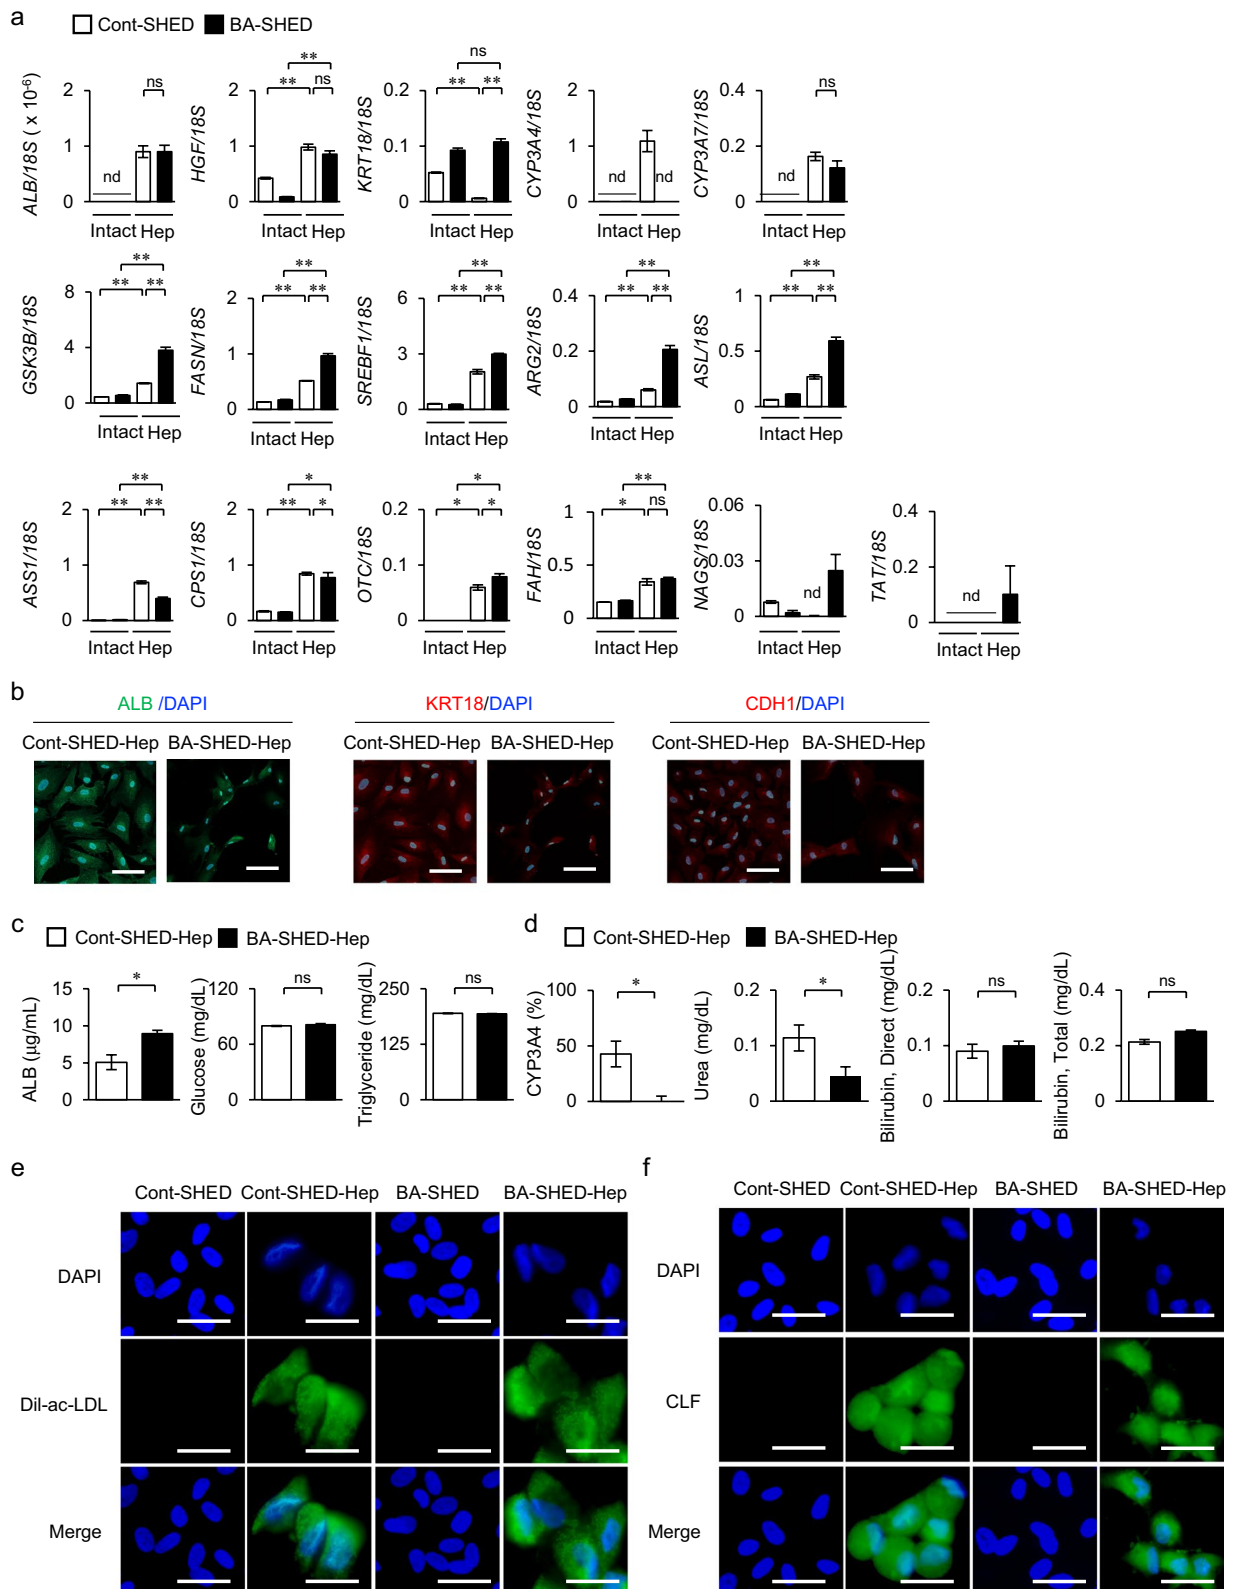 a
Cont-SHED BA-SHED
ALB/18S ( x 10⁻⁶)
2
1
0
nd
ns
Intact Hep
HGF/18S
2
1
0
**
** ns
Intact Hep
KRT18/18S
0.2
0.1
0
ns
** **
Intact Hep
CYP3A4/18S
2
1
0
nd nd
Intact Hep
CYP3A7/18S
0.4
0.2
0
nd
ns
Intact Hep
GSK3B/18S
8
4
0
**
** **
Intact Hep
FASN/18S
2
1
0
**
** **
Intact Hep
SREBF1/18S
6
3
0
**
** **
Intact Hep
ARG2/18S
0.4
0.2
0
**
** **
Intact Hep
ASL/18S
1
0.5
0
**
** **
Intact Hep
ASS1/18S
2
1
0
**
** **
Intact Hep
CPS1/18S
2
1
0
*
** *
Intact Hep
OTC/18S
0.2
0.1
0
*
* *
Intact Hep
FAH/18S
1
0.5
0
**
* ns
Intact Hep
NAGS/18S
0.06
0.03
0
nd
Intact Hep
TAT/18S
0.4
0.2
0
nd
Intact Hep
b
ALB /DAPI
Cont-SHED-Hep BA-SHED-Hep
KRT18/DAPI
Cont-SHED-Hep BA-SHED-Hep
CDH1/DAPI
Cont-SHED-Hep BA-SHED-Hep
c
Cont-SHED-Hep BA-SHED-Hep
ALB (μg/mL)
15
10
5
0
*
Glucose (mg/dL)
120
60
0
ns
Triglyceride (mg/dL)
250
125
0
ns
d
Cont-SHED-Hep BA-SHED-Hep
CYP3A4 (%)
100
50
0
*
Urea (mg/dL)
0.2
0.1
0
*
Bilirubin, Direct (mg/dL)
0.2
0.1
0
ns
Bilirubin, Total (mg/dL)
0.4
0.2
0
ns
e
Cont-SHED Cont-SHED-Hep BA-SHED BA-SHED-Hep
DAPI
Dil-ac-LDL
Merge
f
Cont-SHED Cont-SHED-Hep BA-SHED BA-SHED-Hep
DAPI
CLF
Merge